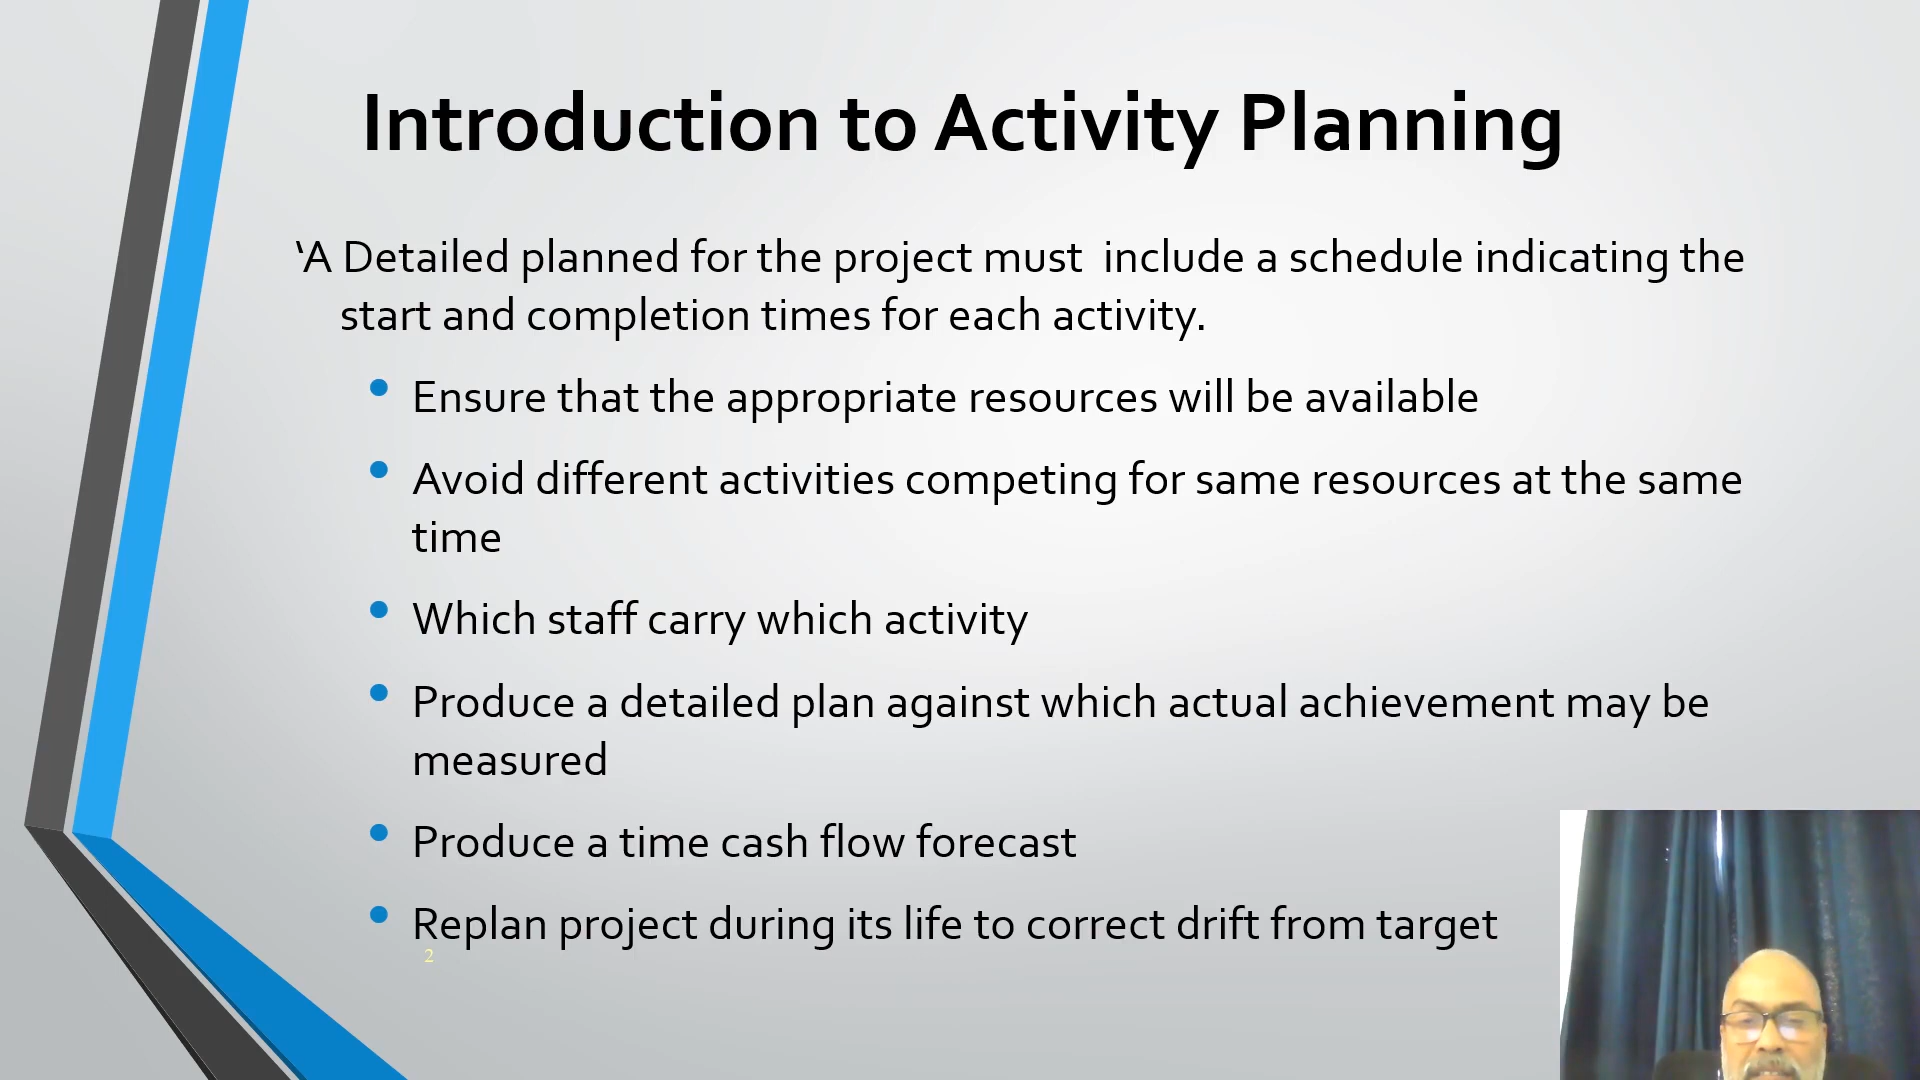 Introduction to Activity Planning
‘A Detailed planned for the project must include a schedule indicating the
start and completion times for each activity.
• Ensure that the appropriate resources will be available
• Avoid different activities competing for same resources at the same
time
• Which staff carry which activity
• Produce a detailed plan against which actual achievement may be
measured
• Produce a time cash flow forecast
• Replan project during its life to correct drift from target
2